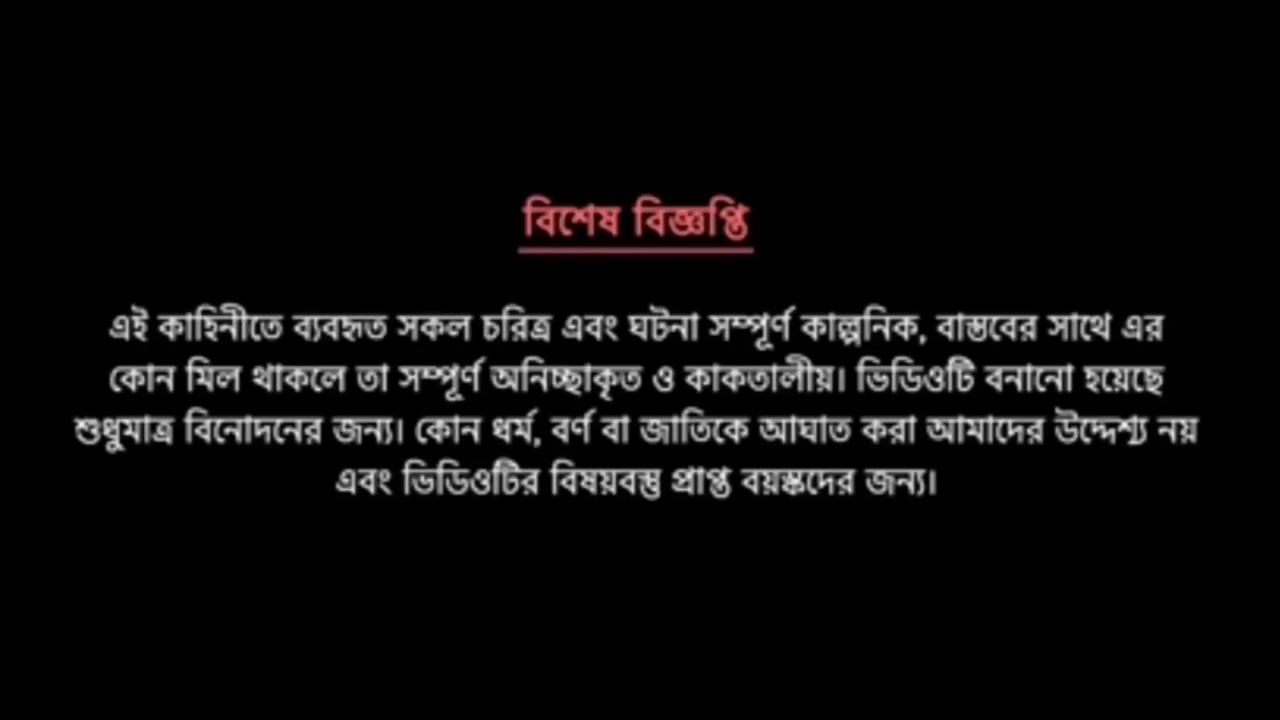 বিশেষ বিজ্ঞপ্তি
এই কাহিনীতে ব্যবহৃত সকল চরিত্র এবং ঘটনা সম্পূর্ণ কাল্পনিক, বাস্তবের সাথে এর
কোন মিল থাকলে তা সম্পূর্ণ অনিচ্ছাকৃত ও কাকতালীয়। ভিডিওটি বনানো হয়েছে
শুধুমাত্র বিনোদনের জন্য। কোন ধর্ম, বর্ণ বা জাতিকে আঘাত করা আমাদের উদ্দেশ্য নয়
এবং ভিডিওটির বিষয়বস্তু প্রাপ্ত বয়স্কদের জন্য।